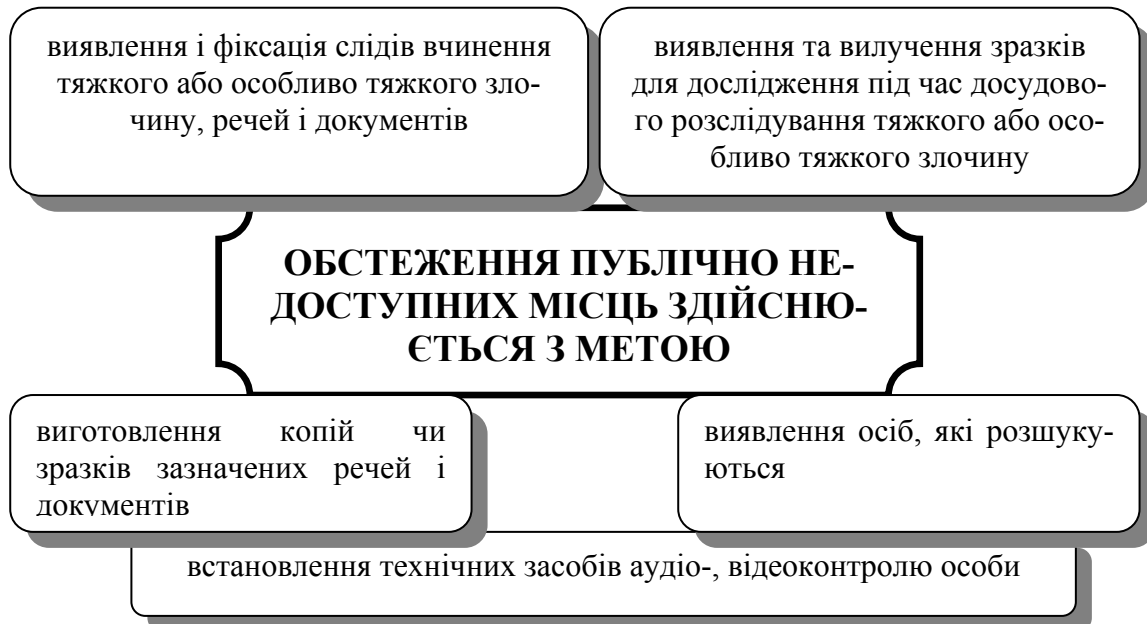 виявлення і фіксація слідів вчинення
тяжкого або особливо тяжкого зло-
чину, речей і документів
виявлення та вилучення зразків
для дослідження під час досудово-
го розслідування тяжкого або осо-
бливо тяжкого злочину
ОБСТЕЖЕННЯ ПУБЛІЧНО НЕ-
ДОСТУПНИХ МІСЦЬ ЗДІЙСНЮ-
ЄТЬСЯ З МЕТОЮ
виготовлення копій чи
зразків зазначених речей і
документів
виявлення осіб, які розшуку-
ються
встановлення технічних засобів аудіо-, відеоконтролю особи